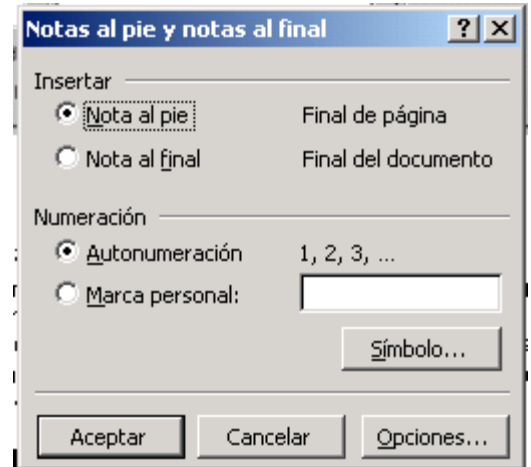 Notas al pie y notas al final
Insertar
Nota al pie Final de página
Nota al final Final del documento
Numeración
Autonumeración 1, 2, 3, ...
Marca personal:
Símbolo...
Aceptar Cancelar Opciones...